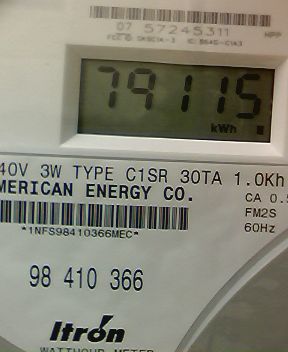 07 57245311
HPP
79115
kWh
40V 3W TYPE C1SR 30TA 1.0Kh
MERICAN ENERGY CO.
CA 0.5
FM2S
60Hz
*1NFS98410366MEC*
98 410 366
Itron
WATTHOUR METER